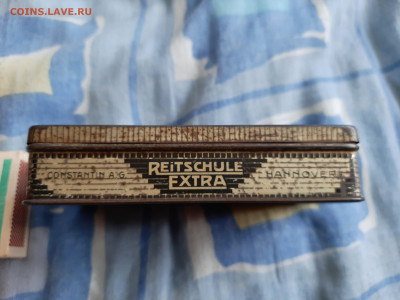 COINS.LAVE.RU
REITSCHULE
CONSTANTIN A.G. EXTRA HANNOVER